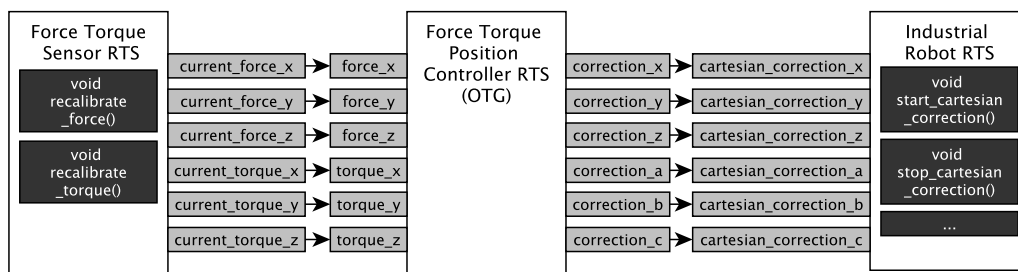 Force Torque
Sensor RTS
void
recalibrate
_force()
void
recalibrate
_torque()
current_force_x
current_force_y
current_force_z
current_torque_x
current_torque_y
current_torque_z
force_x
force_y
force_z
torque_x
torque_y
torque_z
Force Torque
Position
Controller RTS
(OTG)
correction_x
correction_y
correction_z
correction_a
correction_b
correction_c
cartesian_correction_x
cartesian_correction_y
cartesian_correction_z
cartesian_correction_a
cartesian_correction_b
cartesian_correction_c
Industrial
Robot RTS
void
start_cartesian
_correction()
void
stop_cartesian
_correction()
...